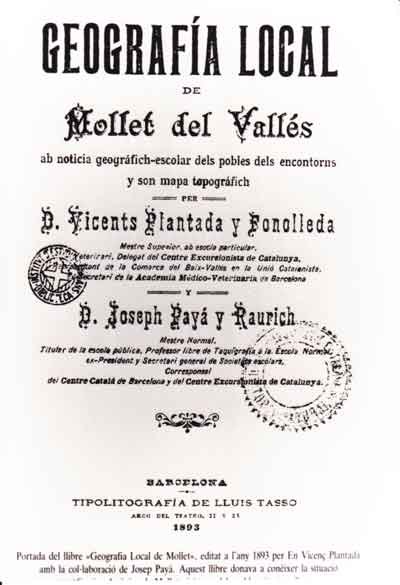 GEOGRAFÍA LOCAL
DE
Mollet del Vallés
ab noticia geográfich-escolar dels pobles dels encontorns
y son mapa topográfich
PER
D. Vicents Plantada y Fonolleda
Mestre Superior, ab escola particular,
Veterinari, Delegat del Centre Excursionista de Catalunya,
de la Comarca del Baix-Vallés en la Unió Catalanista,
Secretari de la Academia Médico-Veterinaria de Barcelona
Y
D. Joseph Payá y Raurich
Mestre Normal,
Titular de la escola pública, Professor libre de Taquigrafía á la Escola Normal,
ex-President y Secretari general de Societats escolars,
Corresponsal
del Centre Catalá de Barcelona y del Centre Excursionista de Catalunya.
BARCELONA
TIPOLITOGRAFÍA DE LLUIS TASSO
ARCH DEL TEATRO, 21 Y 23
1893
Portada del llibre «Geografia Local de Mollet», editat a l'any 1893 per En Vicenç Plantada
amb la col·laboració de Josep Payá. Aquest llibre donava a conèixer la situació